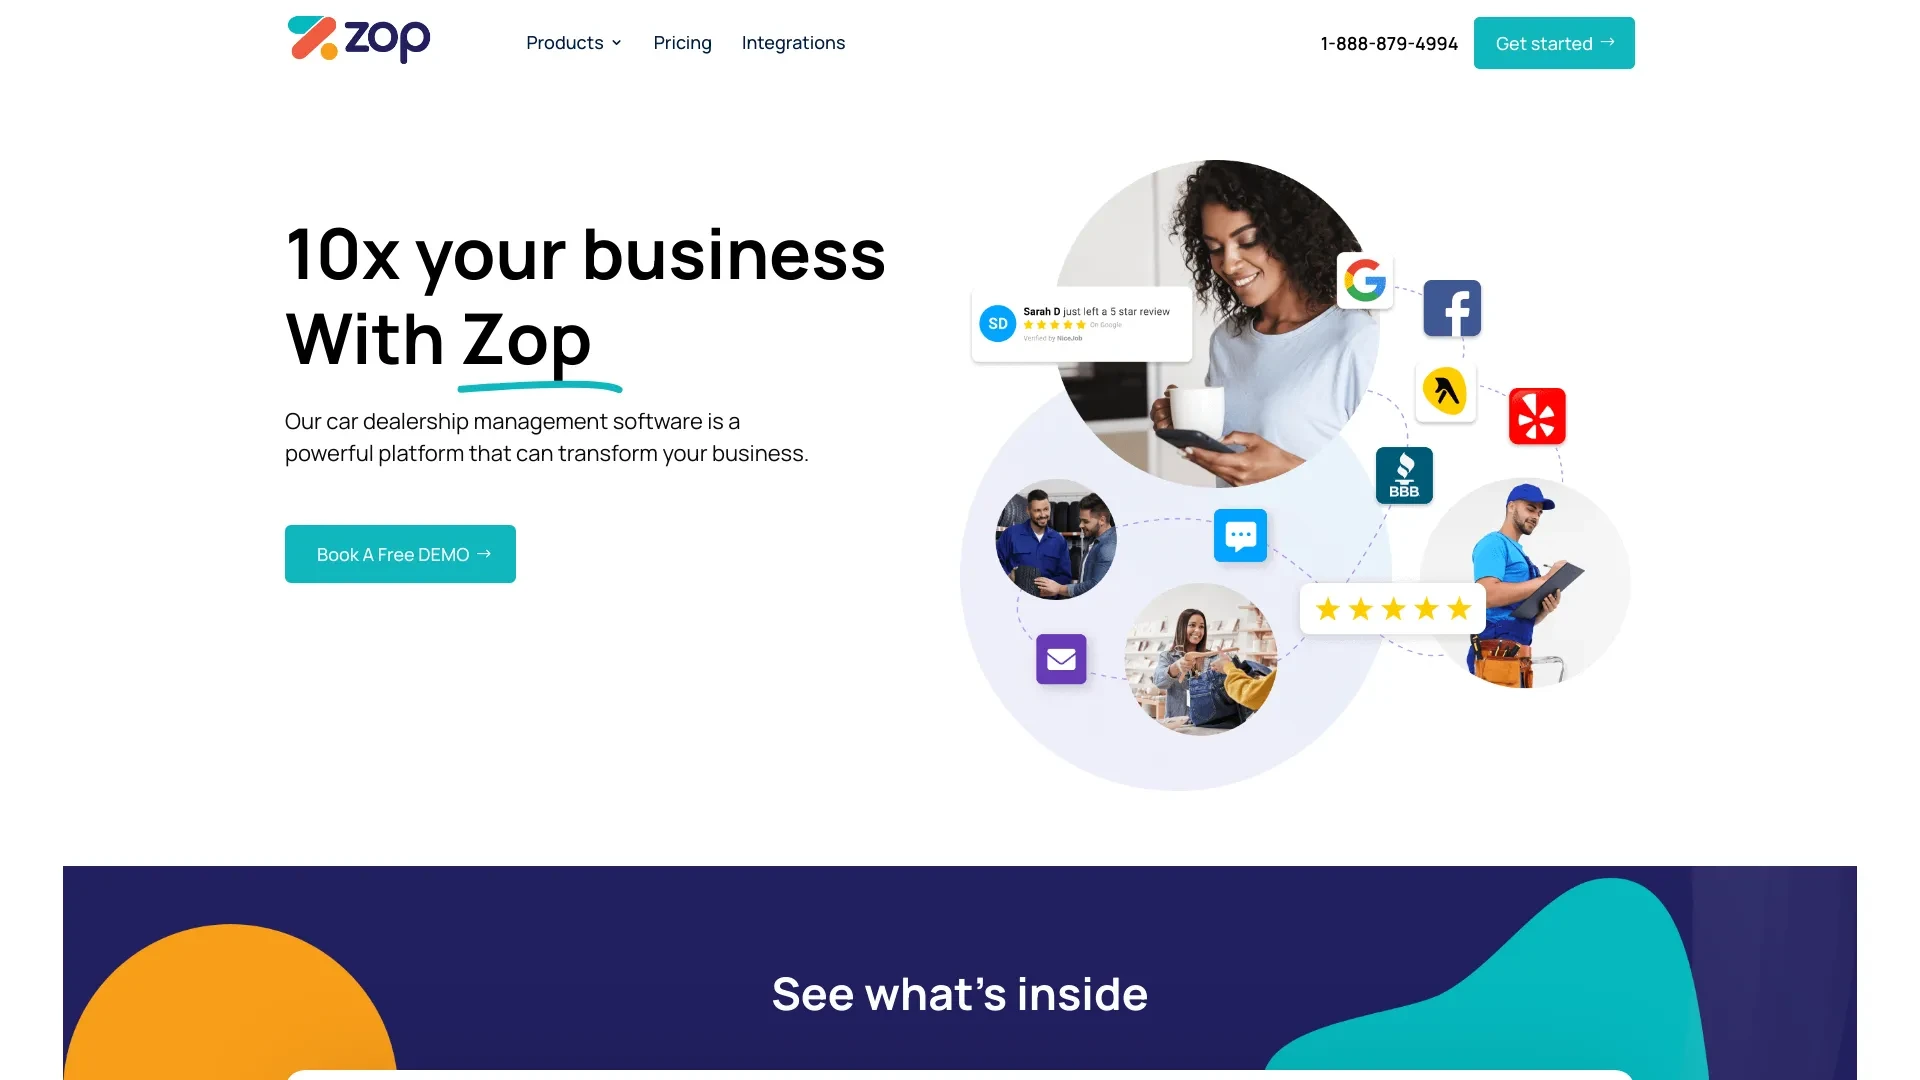 zop
Products
Pricing
Integrations
1-888-879-4994
Get started →
10x your business
With Zop
Our car dealership management software is a
powerful platform that can transform your business.
Book A Free DEMO →
Sarah D just left a 5 star review
SD
On Google
Verified by NiceJob
BBB
See what's inside